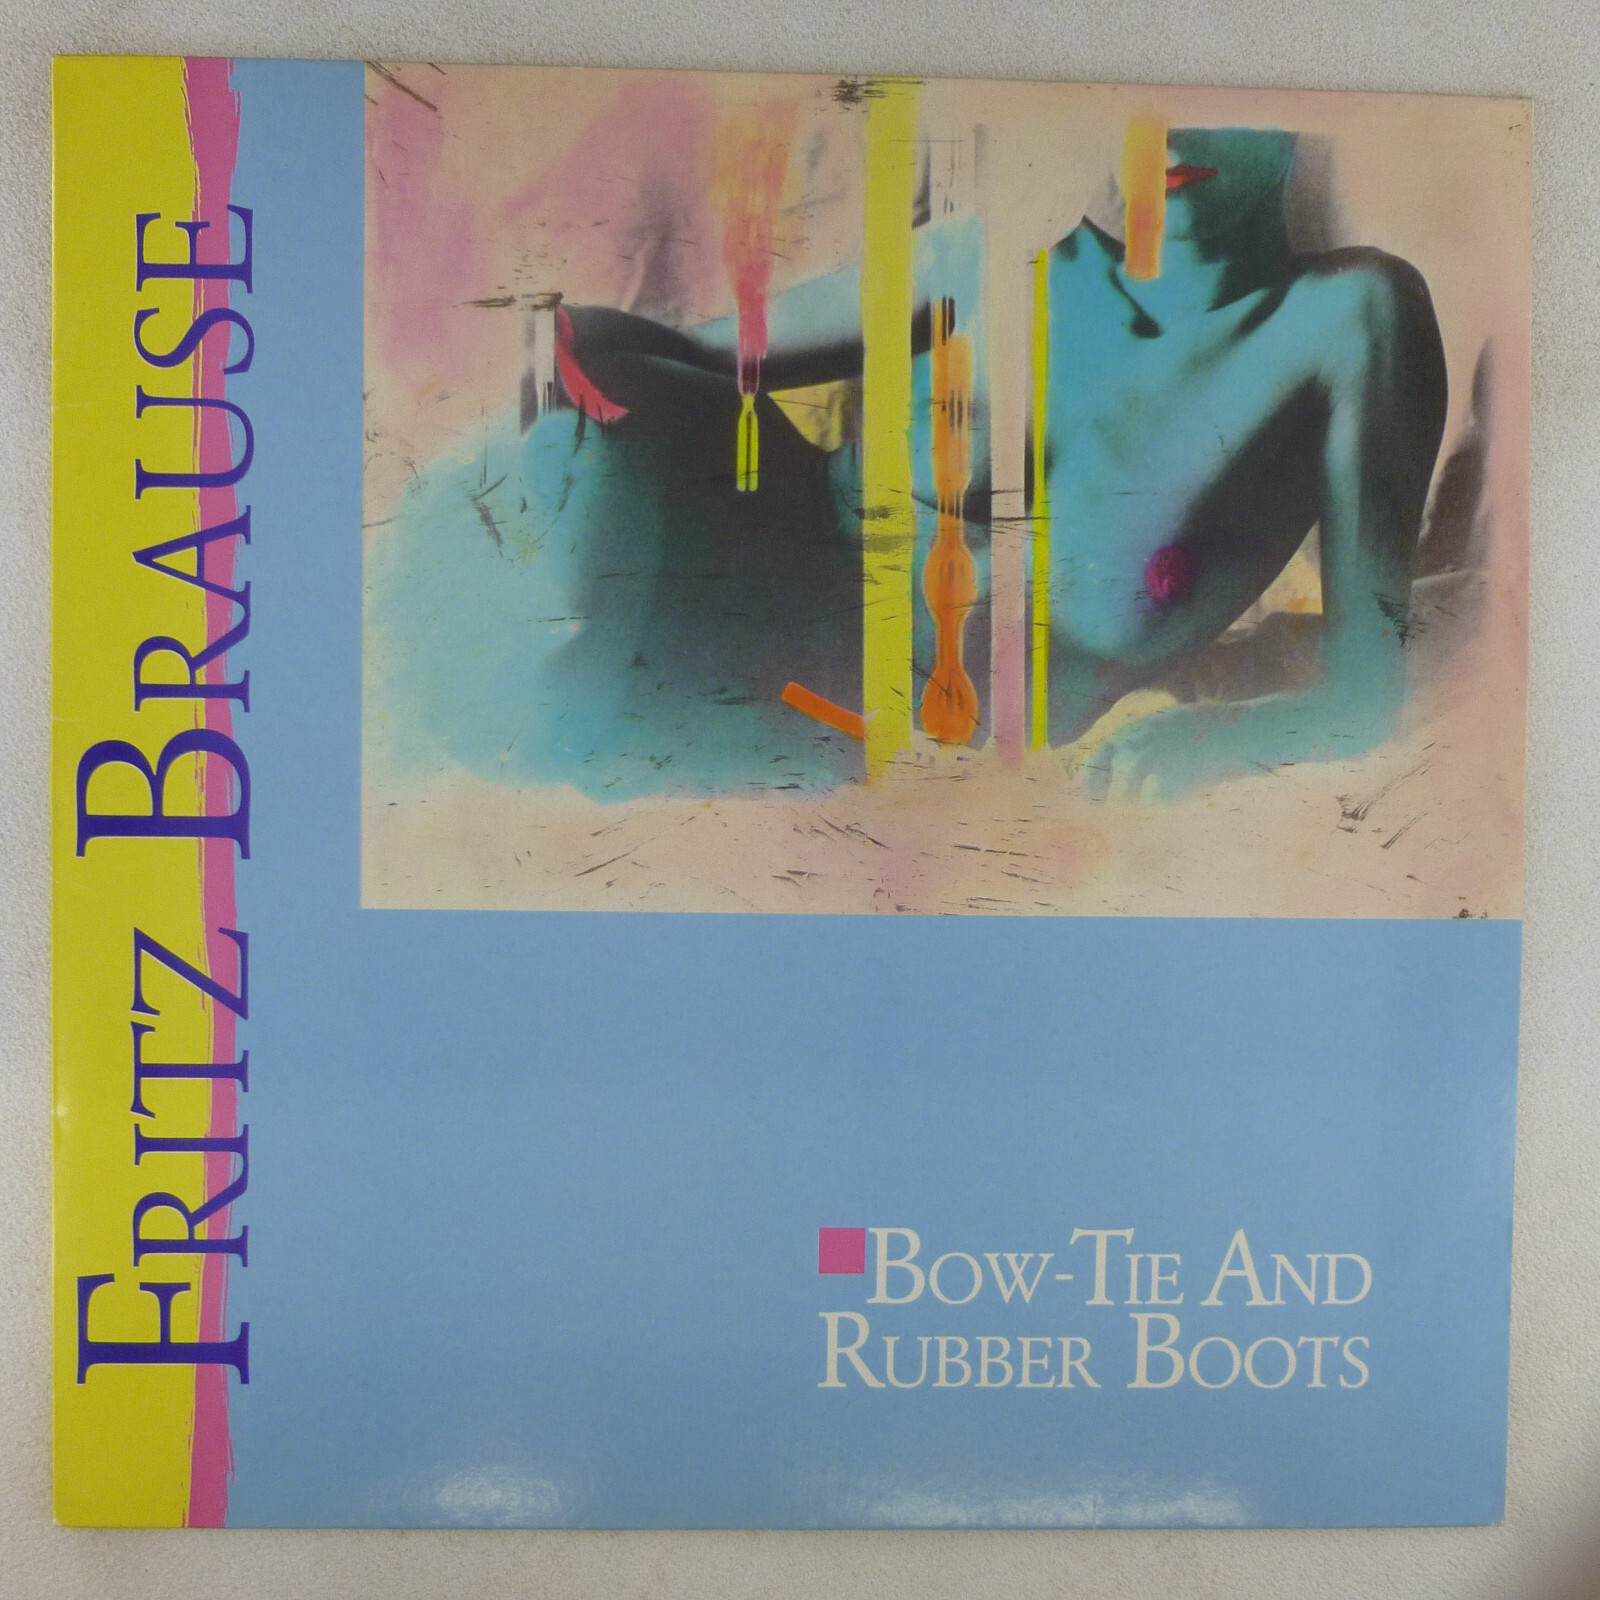 FRITZ BRAUSE
BOW-TIE AND
RUBBER BOOTS